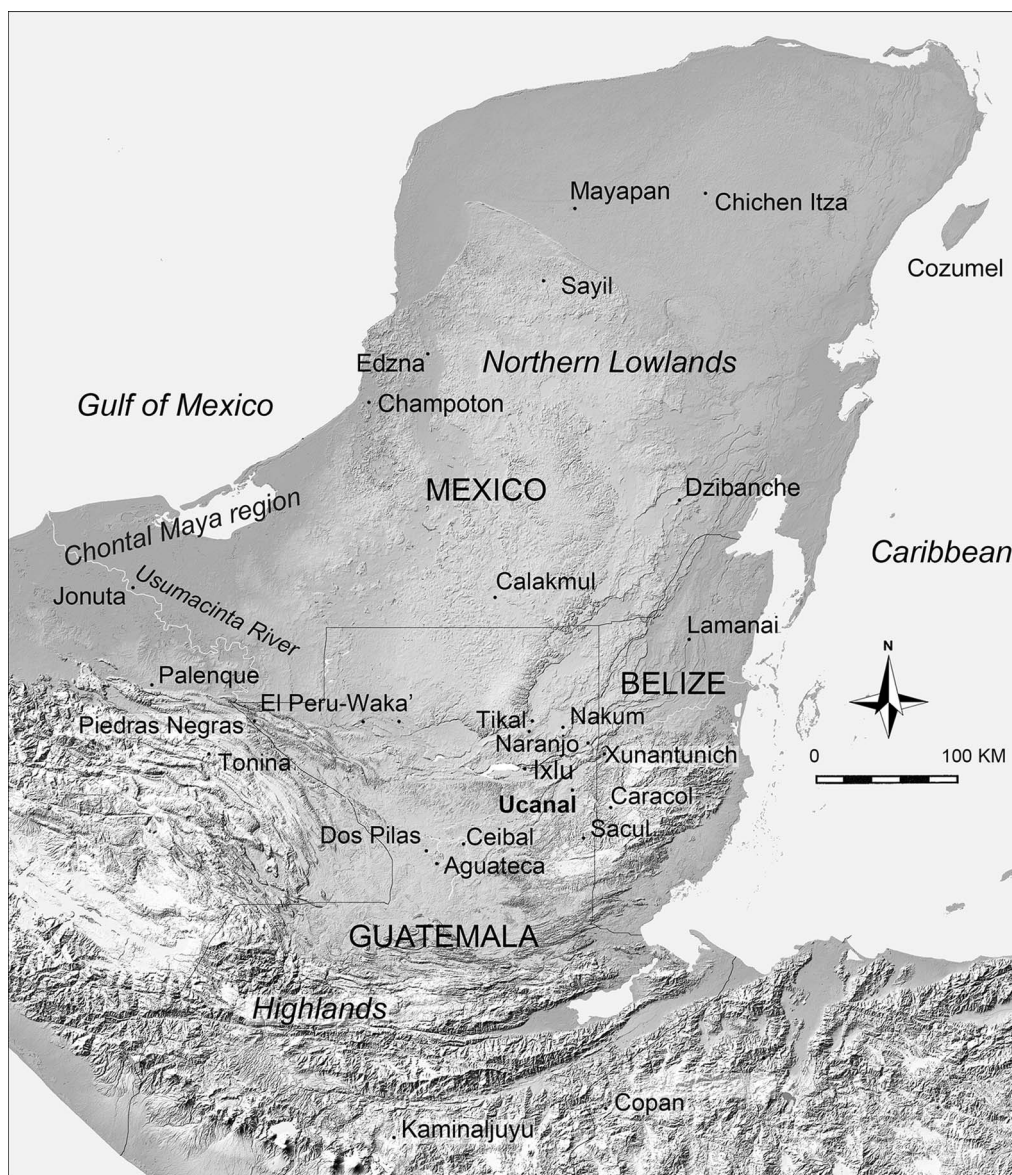 Mayapan
Chichen Itza
Cozumel
Sayil
Edzna
Northern Lowlands
Gulf of Mexico
Champoton
MEXICO
Dzibanche
Chontal Maya region
Caribbean
Calakmul
Jonuta
Usumacinta River
Lamanai
N
Palenque
BELIZE
El Peru-Waka’
Piedras Negras
Tikal
Nakum
Naranjo
Xunantunich
Tonina
Ixlu
0 100 KM
Ucanal
Caracol
Dos Pilas
Ceibal
Sacul
Aguateca
GUATEMALA
Highlands
Copan
Kaminaljuyu